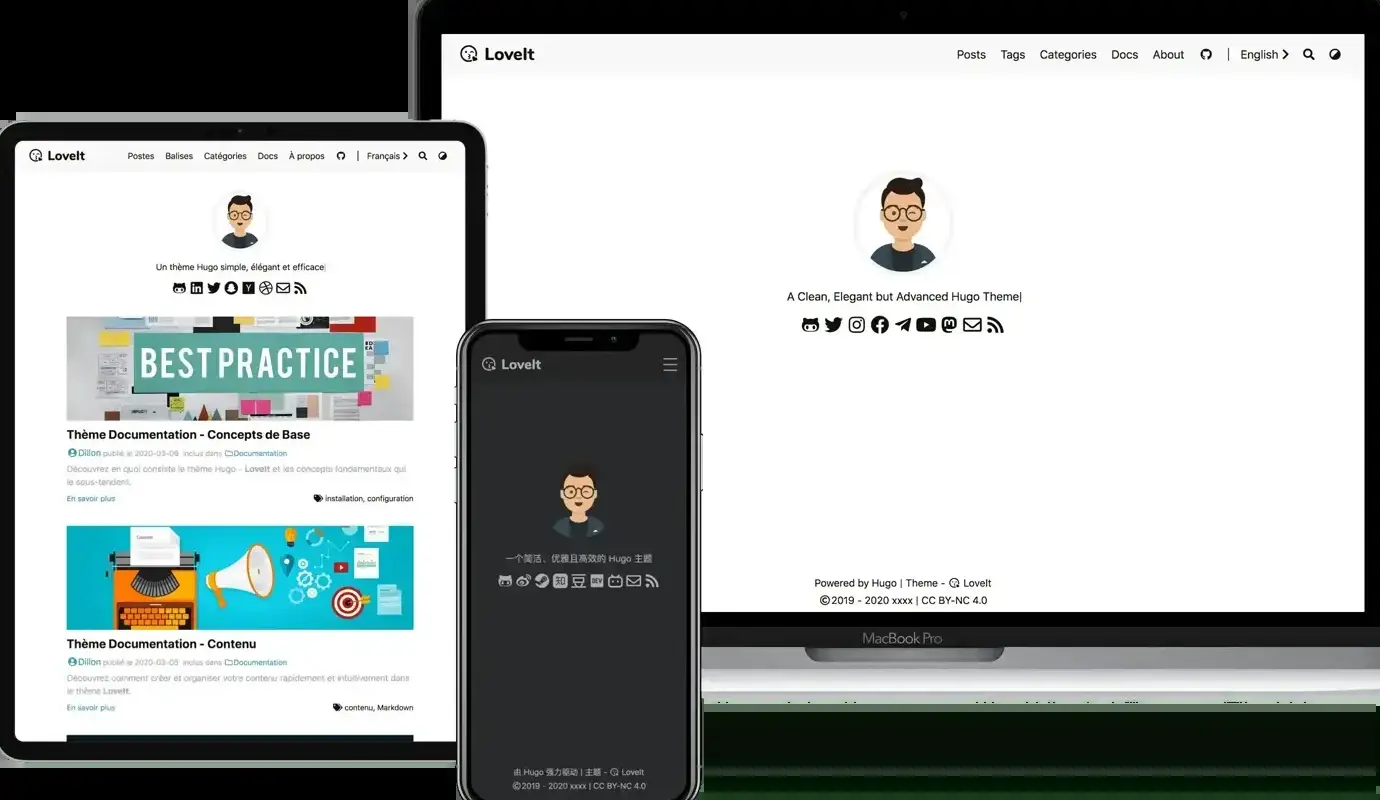 LoveIt
Posts Tags Categories Docs About | English
A Clean, Elegant but Advanced Hugo Theme|
Powered by Hugo | Theme - LoveIt
©2019 - 2020 xxxx | CC BY-NC 4.0
MacBook Pro
LoveIt
Postes Balises Catégories Docs À propos | Français
Un thème Hugo simple, élégant et efficace|
BEST PRACTICE
Thème Documentation - Concepts de Base
Dillon publié le 2020-03-06 inclus dans Documentation
Découvrez en quoi consiste le thème Hugo - LoveIt et les concepts fondamentaux qui
le sous-tendent.
En savoir plus
installation, configuration
Thème Documentation - Contenu
Dillon publié le 2020-03-05 inclus dans Documentation
Découvrez comment créer et organiser votre contenu rapidement et intuitivement dans
le thème LoveIt.
En savoir plus
contenu, Markdown
LoveIt
一个简洁、优雅且高效的 Hugo 主题
知 豆 DEV
由 Hugo 强力驱动 | 主题 - LoveIt
©2019 - 2020 xxxx | CC BY-NC 4.0